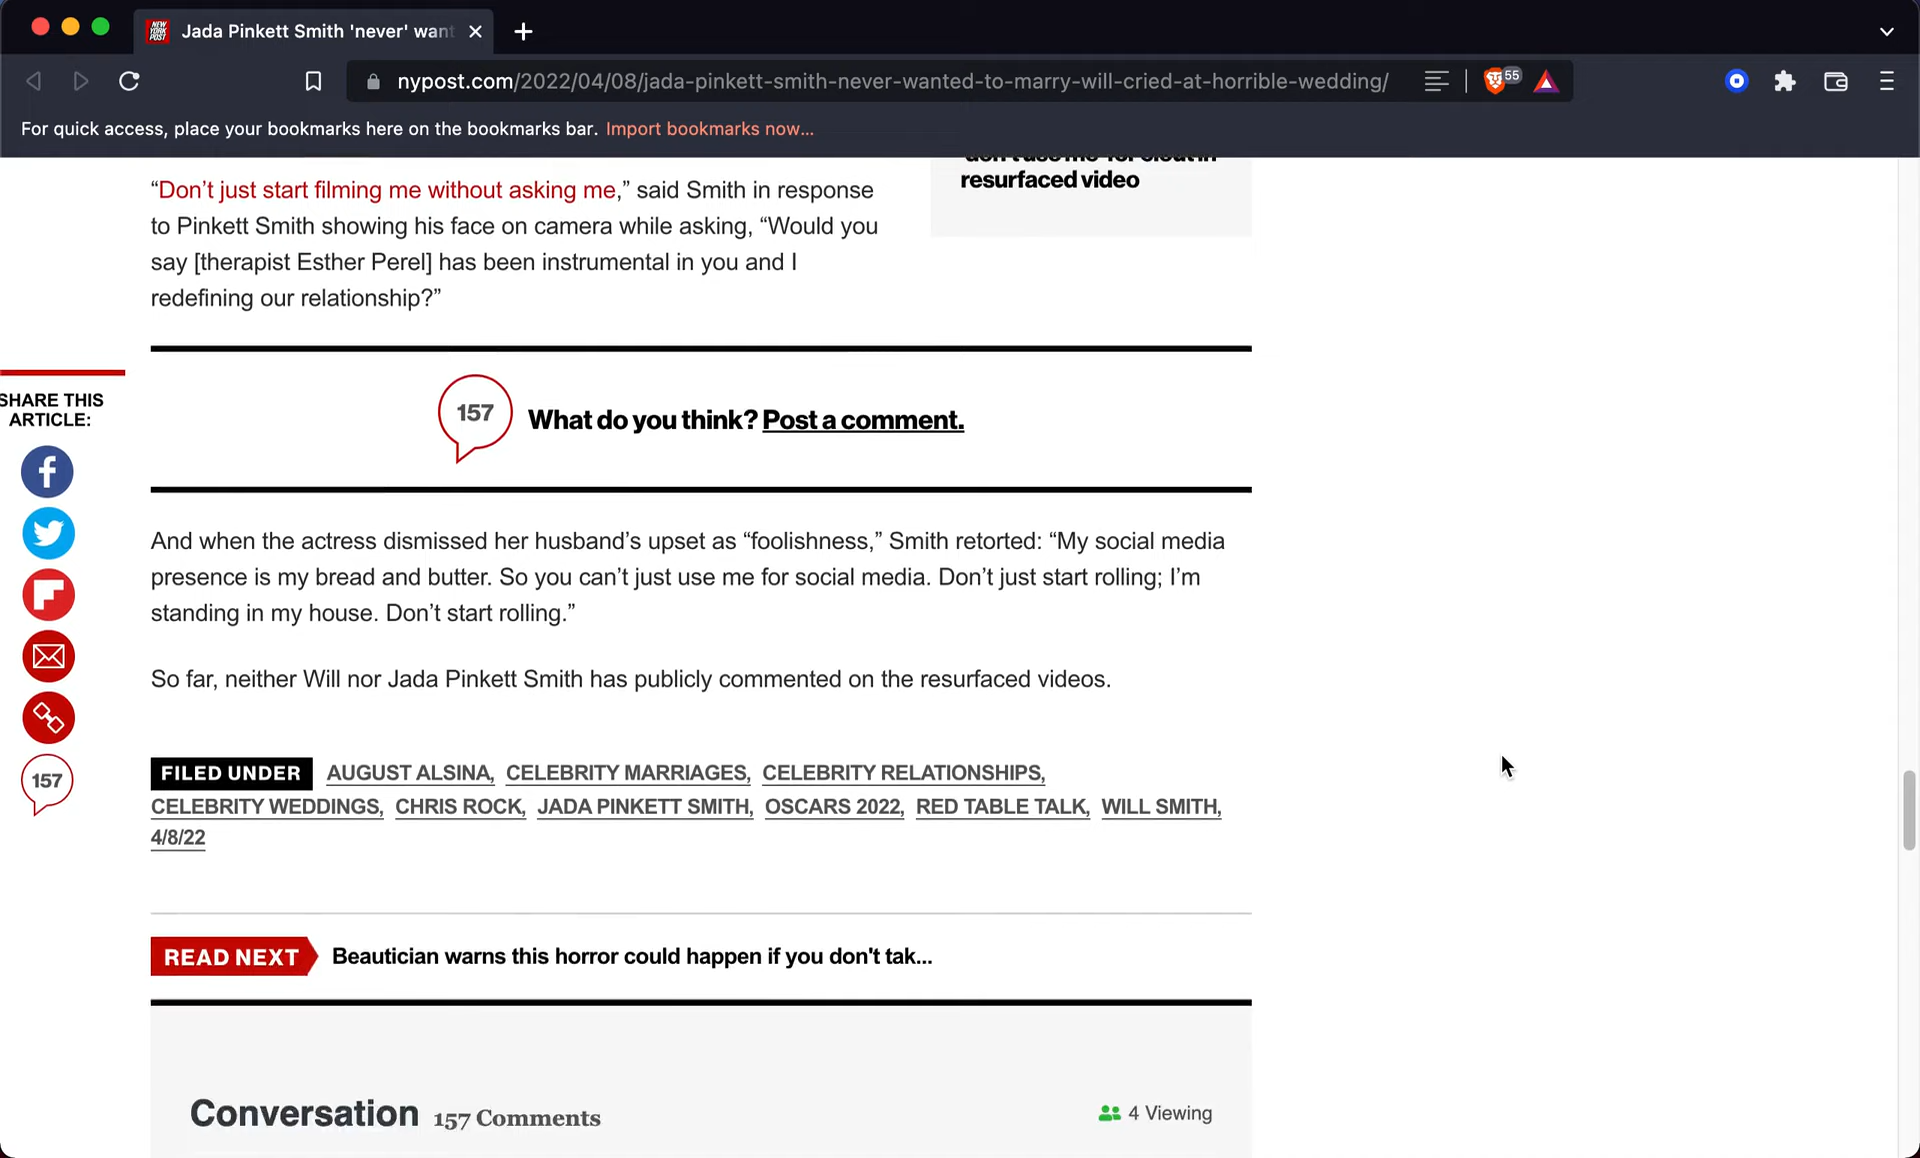 NEW YORK POST
Jada Pinkett Smith 'never' want
nypost.com/2022/04/08/jada-pinkett-smith-never-wanted-to-marry-will-cried-at-horrible-wedding/
55
For quick access, place your bookmarks here on the bookmarks bar. Import bookmarks now...
don't use me for clout in
resurfaced video
“Don’t just start filming me without asking me,” said Smith in response
to Pinkett Smith showing his face on camera while asking, “Would you
say [therapist Esther Perel] has been instrumental in you and I
redefining our relationship?”
SHARE THIS
ARTICLE:
157
157 What do you think? Post a comment.
And when the actress dismissed her husband’s upset as “foolishness,” Smith retorted: “My social media
presence is my bread and butter. So you can’t just use me for social media. Don’t just start rolling; I’m
standing in my house. Don’t start rolling.”
So far, neither Will nor Jada Pinkett Smith has publicly commented on the resurfaced videos.
FILED UNDER AUGUST ALSINA, CELEBRITY MARRIAGES, CELEBRITY RELATIONSHIPS,
CELEBRITY WEDDINGS, CHRIS ROCK, JADA PINKETT SMITH, OSCARS 2022, RED TABLE TALK, WILL SMITH,
4/8/22
READ NEXT Beautician warns this horror could happen if you don't tak...
Conversation 157 Comments
4 Viewing